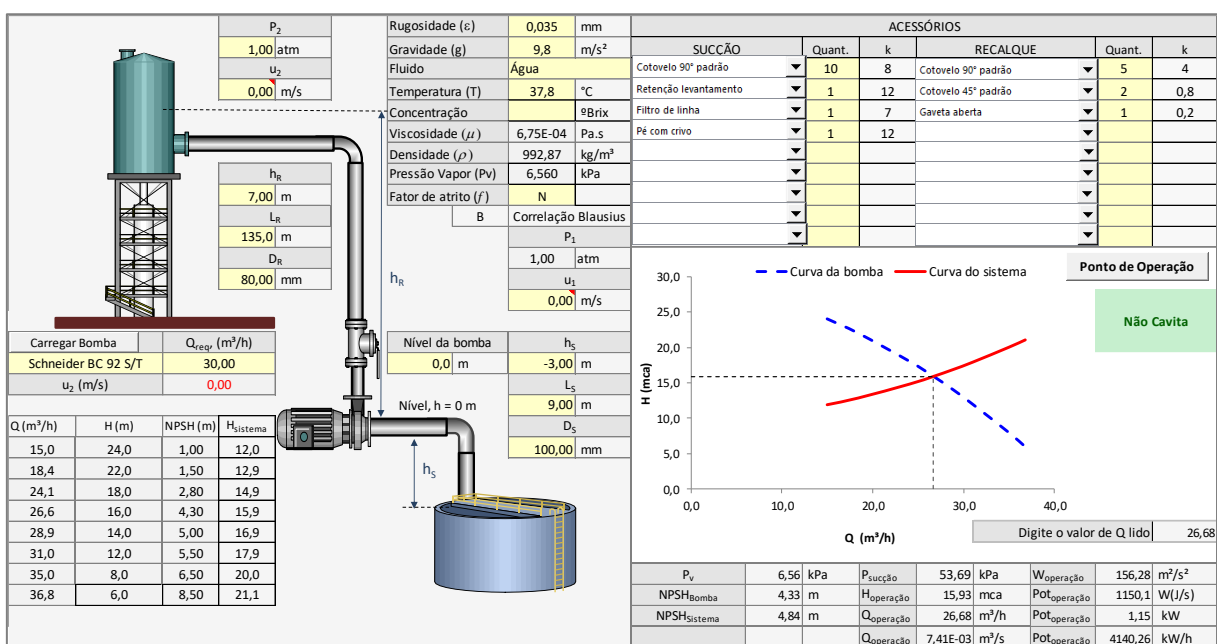 P2
1,00 atm
u2
0,00 m/s
hR
7,00 m
LR
135,0 m
DR
80,00 mm
Rugosidade (ε) 0,035 mm
Gravidade (g) 9,8 m/s²
Fluido Água
Temperatura (T) 37,8 °C
Concentração ºBrix
Viscosidade (μ) 6,75E-04 Pa.s
Densidade (ρ) 992,87 kg/m³
Pressão Vapor (Pv) 6,560 kPa
Fator de atrito (f) N
B Correlação Blausius
P1
1,00 atm
u1
0,00 m/s
hR
Nível da bomba
0,0 m
hS
-3,00 m
LS
9,00 m
DS
100,00 mm
Nível, h = 0 m
hS
Carregar Bomba Qreq, (m³/h)
Schneider BC 92 S/T 30,00
u2 (m/s) 0,00
Q (m³/h) H (m) NPSH (m) Hsistema
15,0 24,0 1,00 12,0
18,4 22,0 1,50 12,9
24,1 18,0 2,80 14,9
26,6 16,0 4,30 15,9
28,9 14,0 5,00 16,9
31,0 12,0 5,50 17,9
35,0 8,0 6,50 20,0
36,8 6,0 8,50 21,1
ACESSÓRIOS
SUCÇÃO Quant. k RECALQUE Quant. k
Cotovelo 90° padrão 10 8 Cotovelo 90° padrão 5 4
Retenção levantamento 1 12 Cotovelo 45° padrão 2 0,8
Filtro de linha 1 7 Gaveta aberta 1 0,2
Pé com crivo 1 12
Curva da bomba Curva do sistema
Ponto de Operação
Não Cavita
H (mca)
30,0
25,0
20,0
15,0
10,0
5,0
0,0
0,0 10,0 20,0 30,0 40,0
Q (m³/h)
Digite o valor de Q lido 26,68
Pv 6,56 kPa Psucção 53,69 kPa Woperação 156,28 m²/s²
NPSHBomba 4,33 m Hoperação 15,93 mca Potoperação 1150,1 W(J/s)
NPSHSistema 4,84 m Qoperação 26,68 m³/h Potoperação 1,15 kW
Qoperação 7,41E-03 m³/s Potoperação 4140,26 kW/h